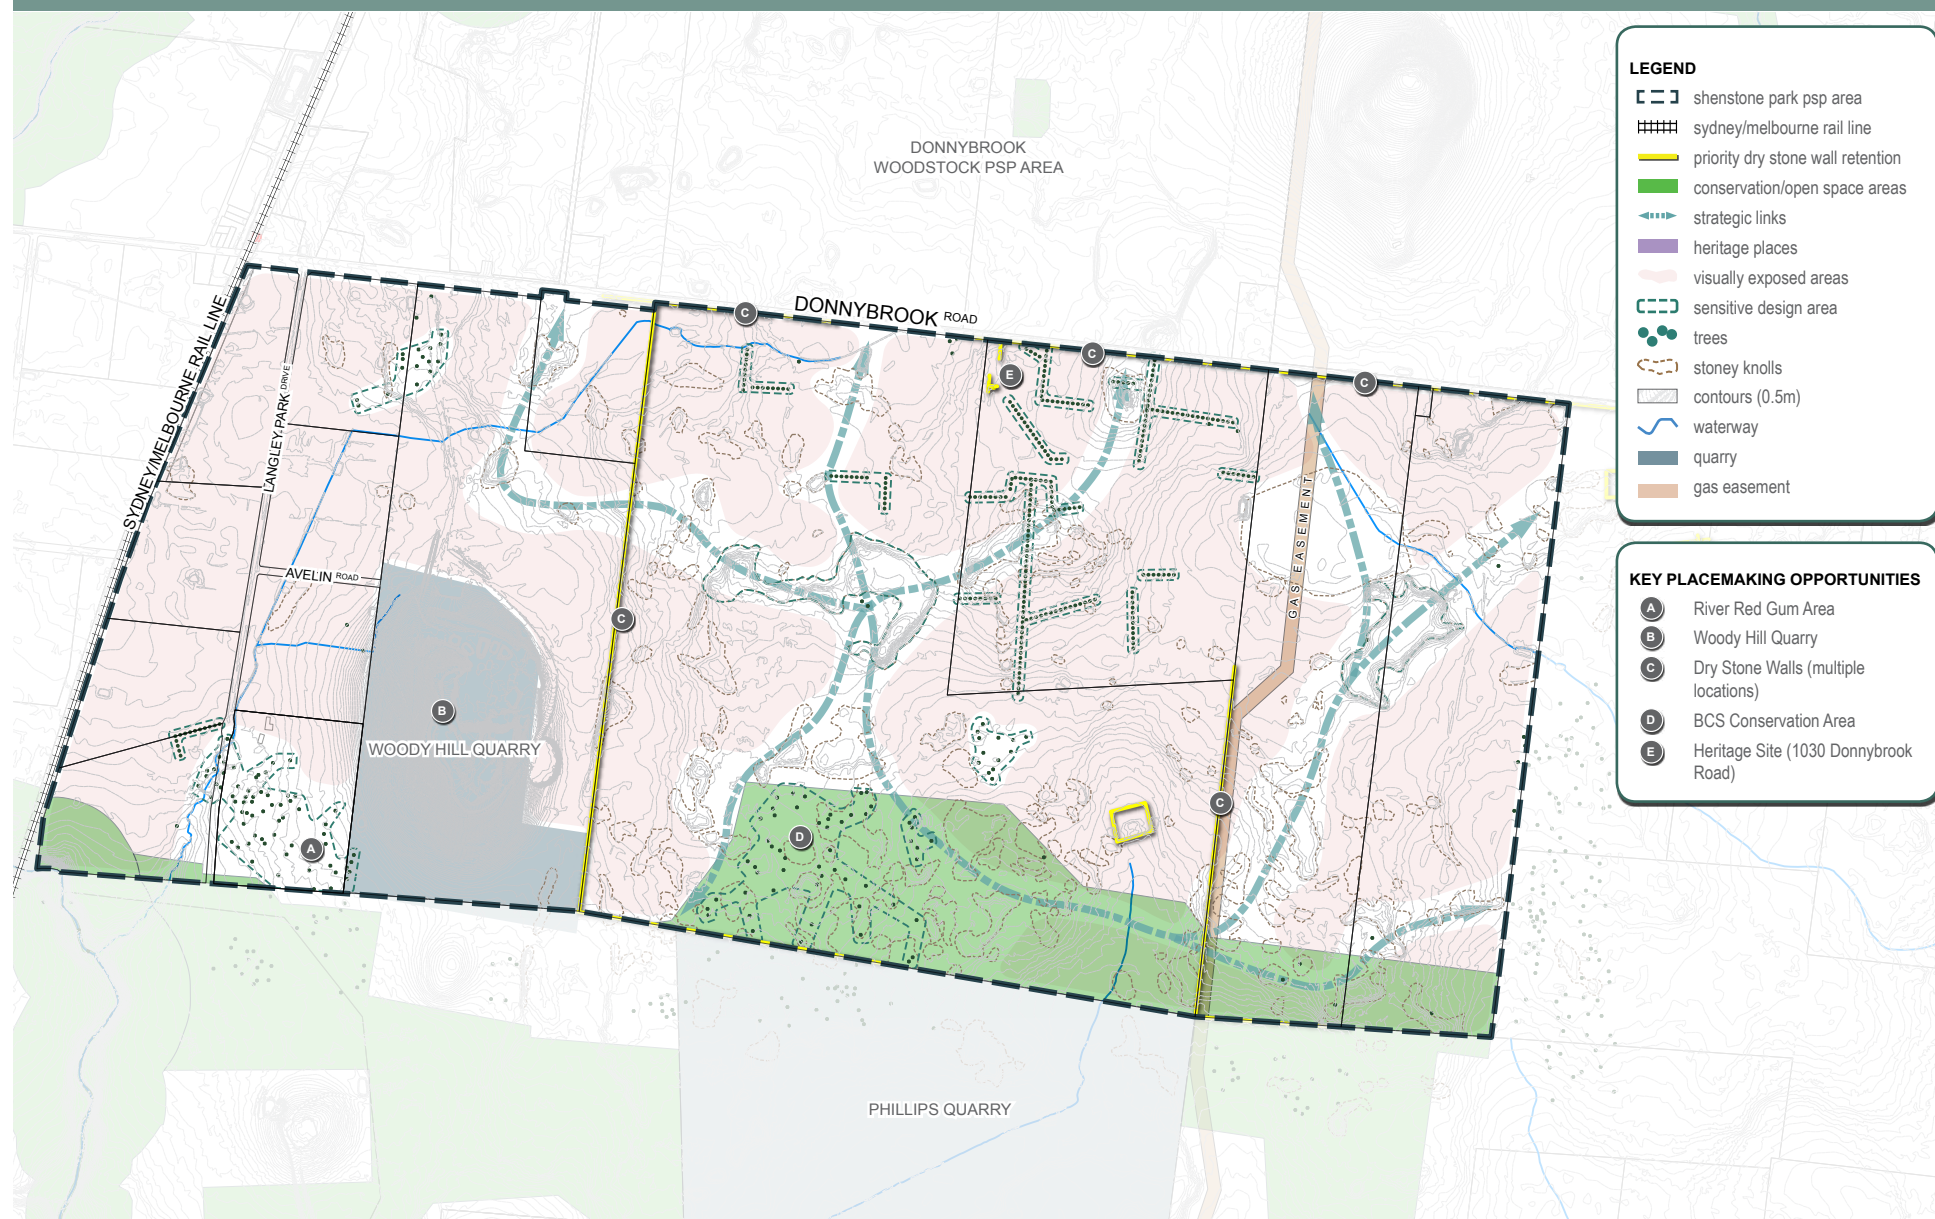 DONNYBROOK
WOODSTOCK PSP AREA
DONNYBROOK ROAD
SYDNEY/MELBOURNE RAIL LINE
LANGLEY PARK DRIVE
AVELIN ROAD
GAS EASEMENT
WOODY HILL QUARRY
PHILLIPS QUARRY
A
B
C
C
C
C
C
D
E
LEGEND
shenstone park psp area
sydney/melbourne rail line
priority dry stone wall retention
conservation/open space areas
strategic links
heritage places
visually exposed areas
sensitive design area
trees
stoney knolls
contours (0.5m)
waterway
quarry
gas easement
KEY PLACEMAKING OPPORTUNITIES
A River Red Gum Area
B Woody Hill Quarry
C Dry Stone Walls (multiple
locations)
D BCS Conservation Area
E Heritage Site (1030 Donnybrook
Road)